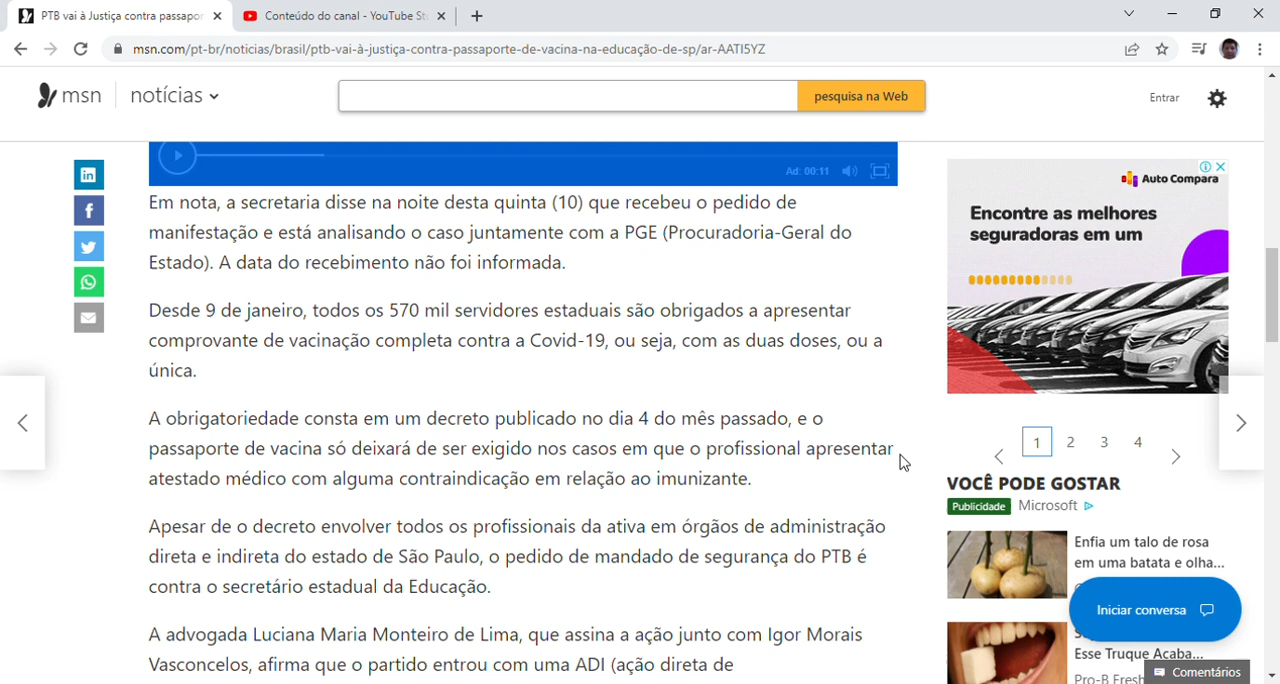 PTB vai à Justiça contra passapor
Conteúdo do canal - YouTube St
msn.com/pt-br/noticias/brasil/ptb-vai-à-justiça-contra-passaporte-de-vacina-na-educação-de-sp/ar-AATI5YZ
msn
notícias
pesquisa na Web
Entrar
Ad: 00:11
Em nota, a secretaria disse na noite desta quinta (10) que recebeu o pedido de
manifestação e está analisando o caso juntamente com a PGE (Procuradoria-Geral do
Estado). A data do recebimento não foi informada.
Desde 9 de janeiro, todos os 570 mil servidores estaduais são obrigados a apresentar
comprovante de vacinação completa contra a Covid-19, ou seja, com as duas doses, ou a
única.
A obrigatoriedade consta em um decreto publicado no dia 4 do mês passado, e o
passaporte de vacina só deixará de ser exigido nos casos em que o profissional apresentar
atestado médico com alguma contraindicação em relação ao imunizante.
Apesar de o decreto envolver todos os profissionais da ativa em órgãos de administração
direta e indireta do estado de São Paulo, o pedido de mandado de segurança do PTB é
contra o secretário estadual da Educação.
A advogada Luciana Maria Monteiro de Lima, que assina a ação junto com Igor Morais
Vasconcelos, afirma que o partido entrou com uma ADI (ação direta de
Auto Compara
Encontre as melhores
seguradoras em um
1 2 3 4
VOCÊ PODE GOSTAR
Publicidade Microsoft
Enfia um talo de rosa
em uma batata e olha...
Iniciar conversa
Esse Truque Acaba...
Pro-B Fresh
Comentários